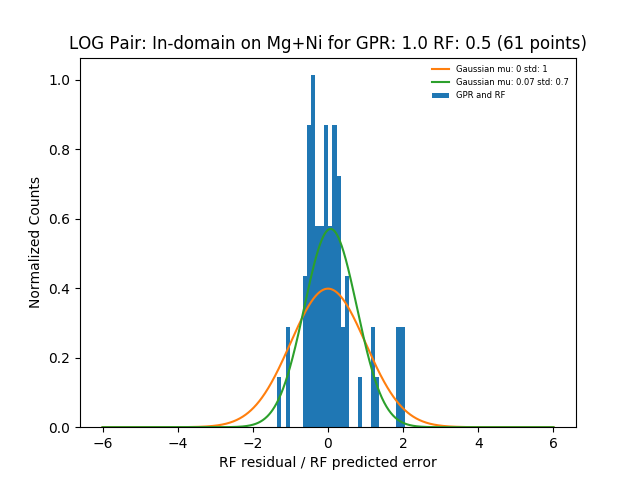 LOG Pair: In-domain on Mg+Ni for GPR: 1.0 RF: 0.5 (61 points)
Gaussian mu: 0 std: 1
Gaussian mu: 0.07 std: 0.7
GPR and RF
Normalized Counts
1.0
0.8
0.6
0.4
0.2
0.0
−6 −4 −2 0 2 4 6
RF residual / RF predicted error